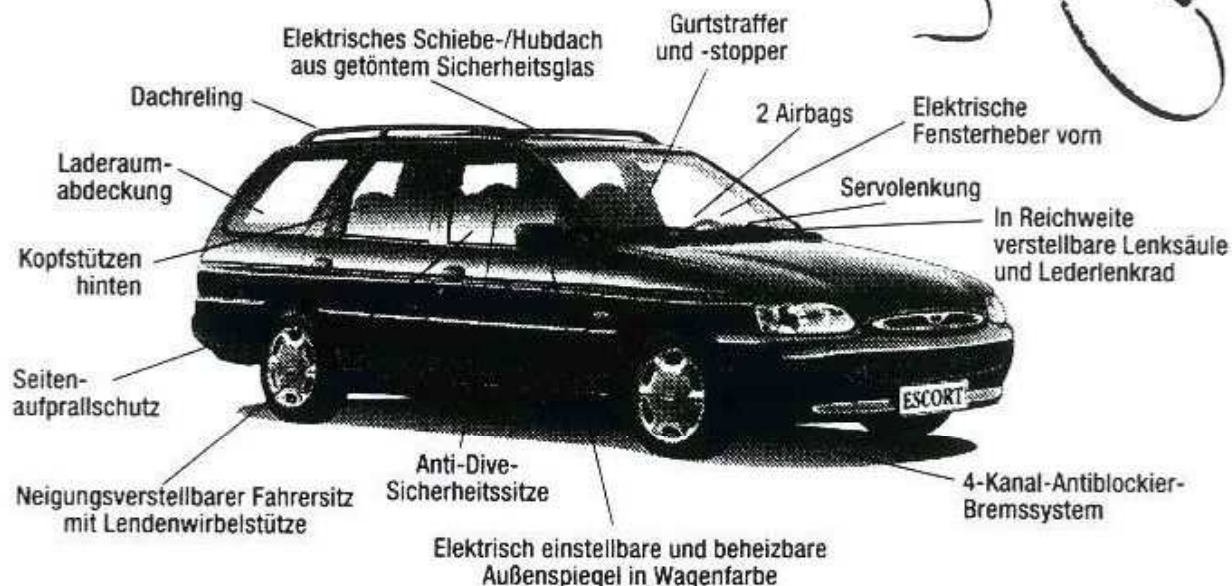 Elektrisches Schiebe-/Hubdach
aus getöntem Sicherheitsglas
Gurtstraffer
und -stopper
Dachreling
2 Airbags
Elektrische
Fensterheber vorn
Laderaum-
abdeckung
Servolenkung
In Reichweite
verstellbare Lenksäule
und Lederlenkrad
Kopfstützen
hinten
Seiten-
aufprallschutz
ESCORT
Neigungsverstellbarer Fahrersitz
mit Lendenwirbelstütze
Anti-Dive-
Sicherheitssitze
4-Kanal-Antiblockier-
Bremssystem
Elektrisch einstellbare und beheizbare
Außenspiegel in Wagenfarbe